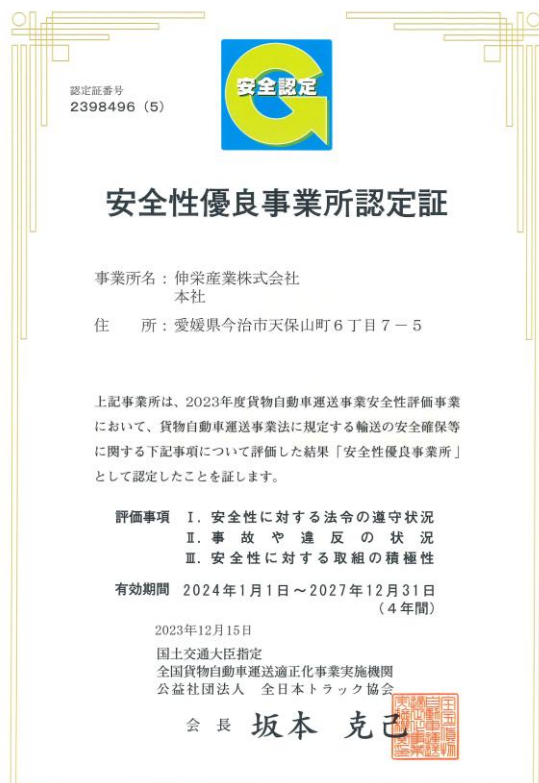 認定証番号
2398496 (5)
安全認定
安全性優良事業所認定証
事業所名：伸栄産業株式会社
本社
住　所：愛媛県今治市天保山町６丁目７－５
上記事業所は、2023年度貨物自動車運送事業安全性評価事業
において、貨物自動車運送事業法に規定する輸送の安全確保等
に関する下記事項について評価した結果「安全性優良事業所」
として認定したことを証します。
評価事項　Ⅰ．安全性に対する法令の遵守状況
Ⅱ．事故や違反の状況
Ⅲ．安全性に対する取組の積極性
有効期間　2024年1月1日～2027年12月31日
（４年間）
2023年12月15日
国土交通大臣指定
全国貨物自動車運送適正化事業実施機関
公益社団法人　全日本トラック協会
会　長　坂本　克己